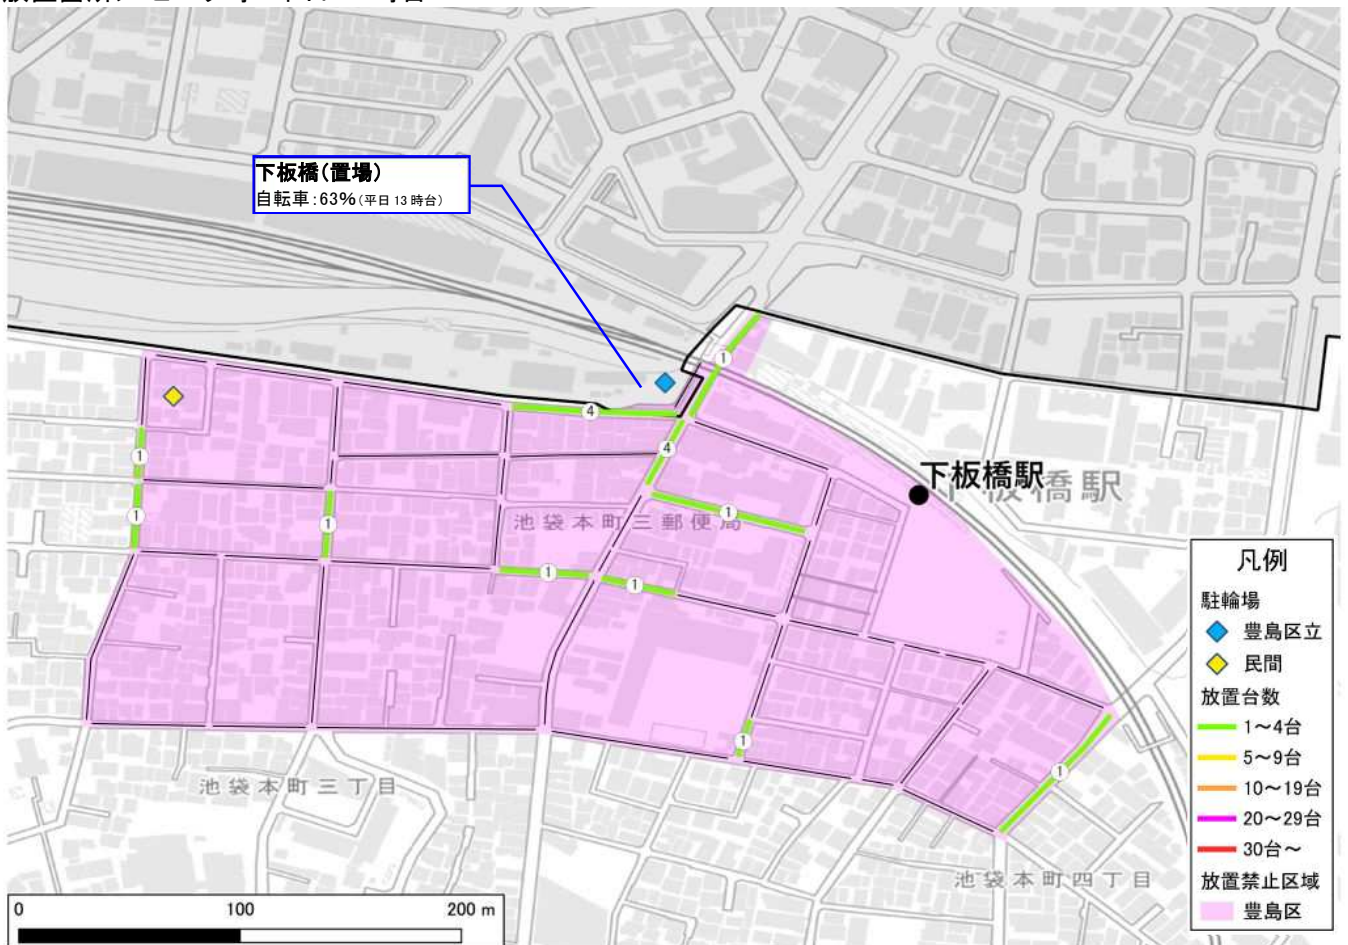 下板橋(置場)
自転車:63%(平日 13 時台)
1
4
4
1
1
1
1
1
1
1
1
下板橋駅
下板橋駅
池袋本町三郵便局
池袋本町三丁目
池袋本町四丁目
凡例
駐輪場
豊島区立
民間
放置台数
1~4台
5~9台
10~19台
20~29台
30台~
放置禁止区域
豊島区
0 100 200 m